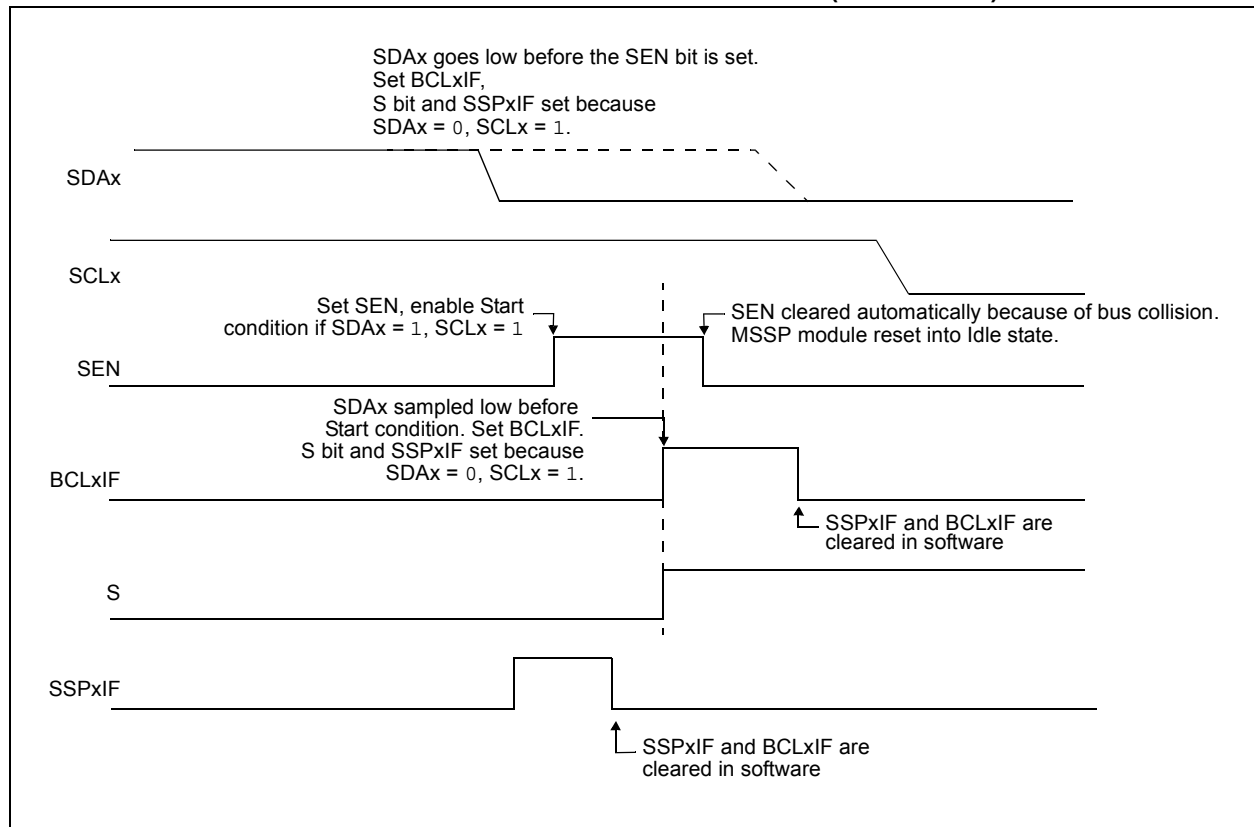 SDAx goes low before the SEN bit is set.
Set BCLxIF,
S bit and SSPxIF set because
SDAx = 0, SCLx = 1.
SDAx
SCLx
Set SEN, enable Start
condition if SDAx = 1, SCLx = 1
SEN cleared automatically because of bus collision.
MSSP module reset into Idle state.
SEN
SDAx sampled low before
Start condition. Set BCLxIF.
S bit and SSPxIF set because
SDAx = 0, SCLx = 1.
BCLxIF
SSPxIF and BCLxIF are
cleared in software
S
SSPxIF
SSPxIF and BCLxIF are
cleared in software